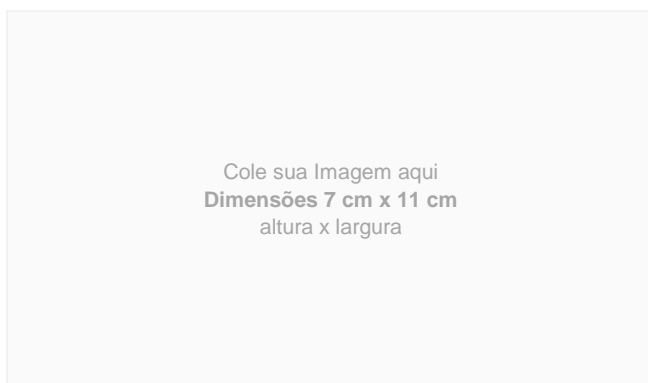 Cole sua Imagem aqui
Dimensões 7 cm x 11 cm
altura x largura